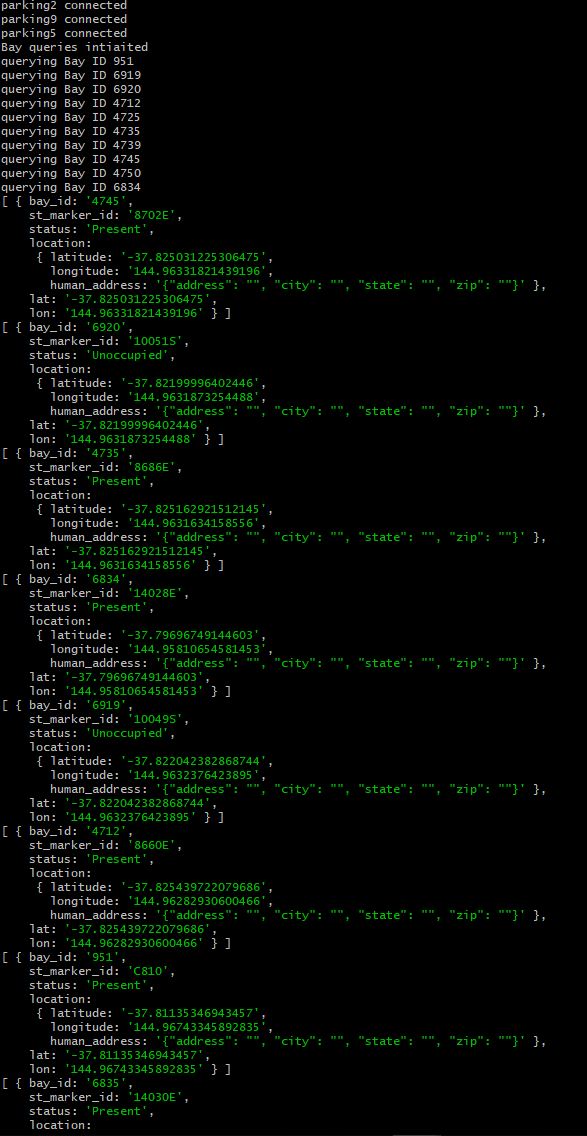 parking2 connected
parking9 connected
parking5 connected
Bay queries intiaited
querying Bay ID 951
querying Bay ID 6919
querying Bay ID 6920
querying Bay ID 4712
querying Bay ID 4725
querying Bay ID 4735
querying Bay ID 4739
querying Bay ID 4745
querying Bay ID 4750
querying Bay ID 6834
[ { bay_id: '4745',
st_marker_id: '8702E',
status: 'Present',
location:
{ latitude: '-37.825031225306475',
longitude: '144.96331821439196',
human_address: '{"address": "", "city": "", "state": "", "zip": ""}' },
lat: '-37.825031225306475',
lon: '144.96331821439196' } ]
[ { bay_id: '6920',
st_marker_id: '10051S',
status: 'Unoccupied',
location:
{ latitude: '-37.82199996402446',
longitude: '144.9631873254488',
human_address: '{"address": "", "city": "", "state": "", "zip": ""}' },
lat: '-37.82199996402446',
lon: '144.9631873254488' } ]
[ { bay_id: '4735',
st_marker_id: '8686E',
status: 'Present',
location:
{ latitude: '-37.825162921512145',
longitude: '144.9631634158556',
human_address: '{"address": "", "city": "", "state": "", "zip": ""}' },
lat: '-37.825162921512145',
lon: '144.9631634158556' } ]
[ { bay_id: '6834',
st_marker_id: '14028E',
status: 'Present',
location:
{ latitude: '-37.79696749144603',
longitude: '144.95810654581453',
human_address: '{"address": "", "city": "", "state": "", "zip": ""}' },
lat: '-37.79696749144603',
lon: '144.95810654581453' } ]
[ { bay_id: '6919',
st_marker_id: '10049S',
status: 'Unoccupied',
location:
{ latitude: '-37.822042382868744',
longitude: '144.9632376423895',
human_address: '{"address": "", "city": "", "state": "", "zip": ""}' },
lat: '-37.822042382868744',
lon: '144.9632376423895' } ]
[ { bay_id: '4712',
st_marker_id: '8660E',
status: 'Present',
location:
{ latitude: '-37.825439722079686',
longitude: '144.96282930600466',
human_address: '{"address": "", "city": "", "state": "", "zip": ""}' },
lat: '-37.825439722079686',
lon: '144.96282930600466' } ]
[ { bay_id: '951',
st_marker_id: 'C810',
status: 'Present',
location:
{ latitude: '-37.81135346943457',
longitude: '144.96743345892835',
human_address: '{"address": "", "city": "", "state": "", "zip": ""}' },
lat: '-37.81135346943457',
lon: '144.96743345892835' } ]
[ { bay_id: '6835',
st_marker_id: '14030E',
status: 'Present',
location: